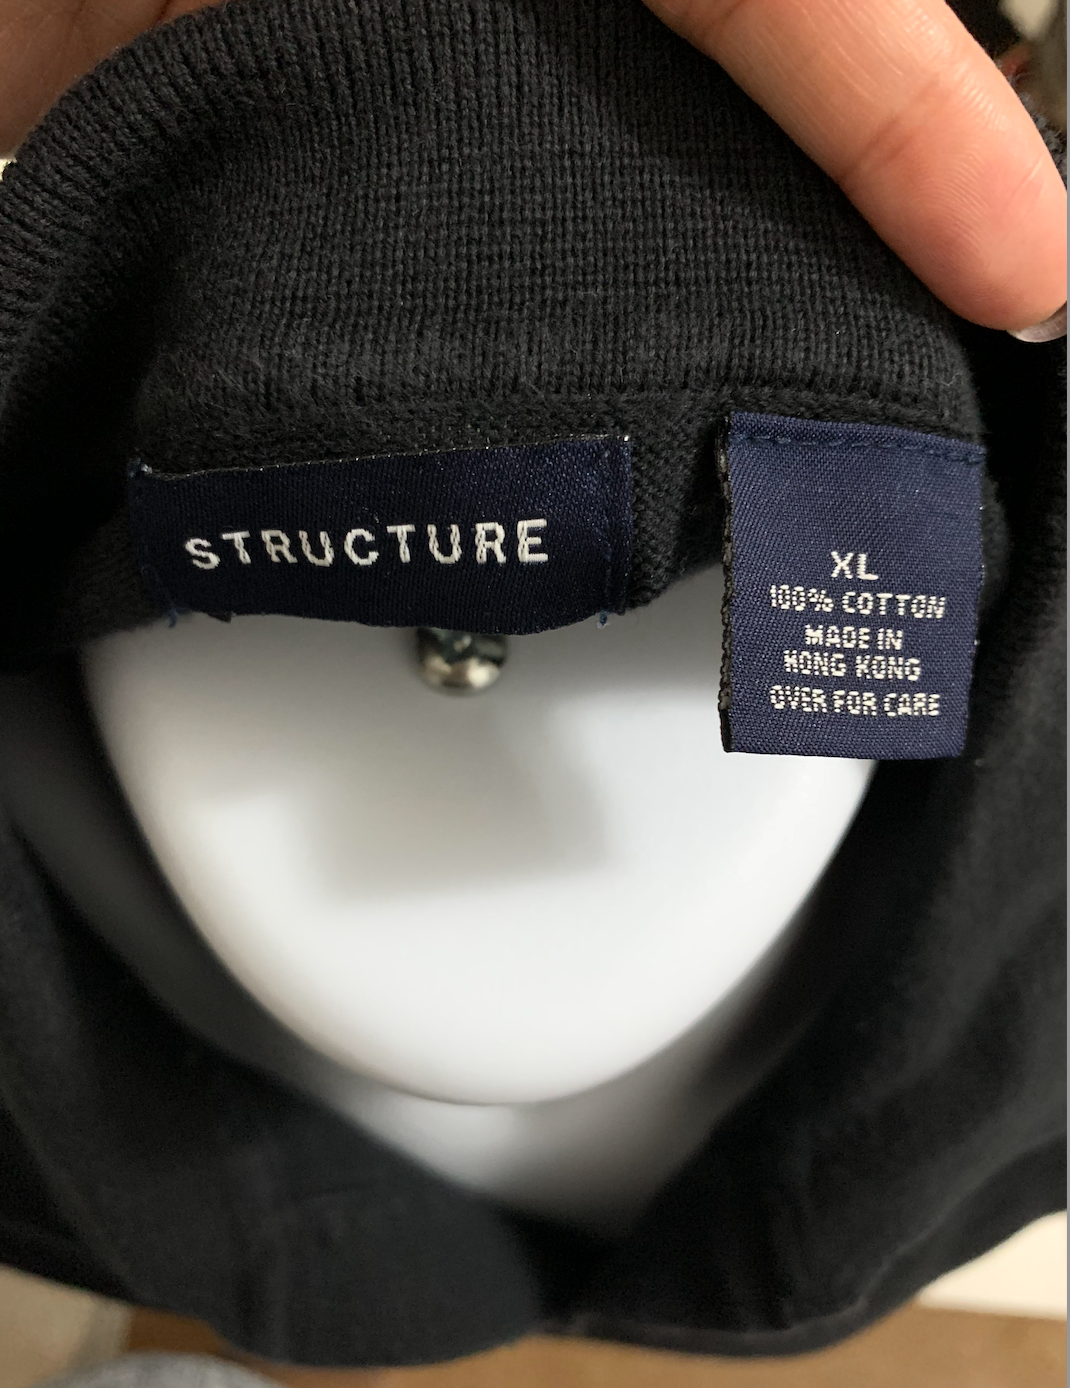 STRUCTURE
XL
100% COTTON
MADE IN
HONG KONG
OVER FOR CARE